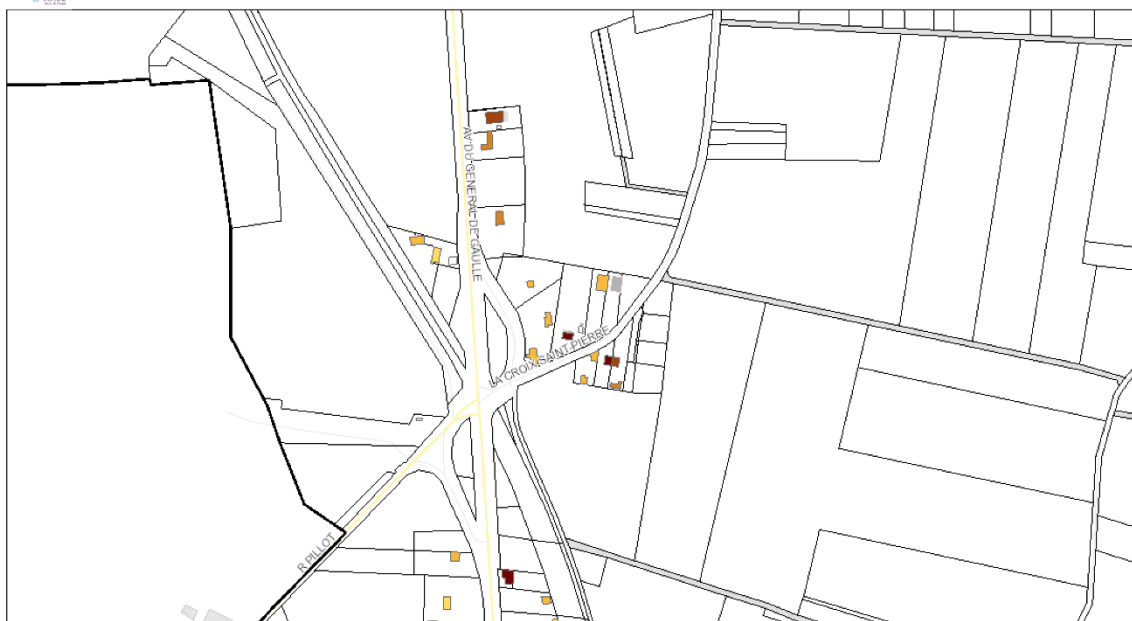 AV DU GENERAL DE GAULLE
LA CROIX SAINT PIERRE
R PILLOT